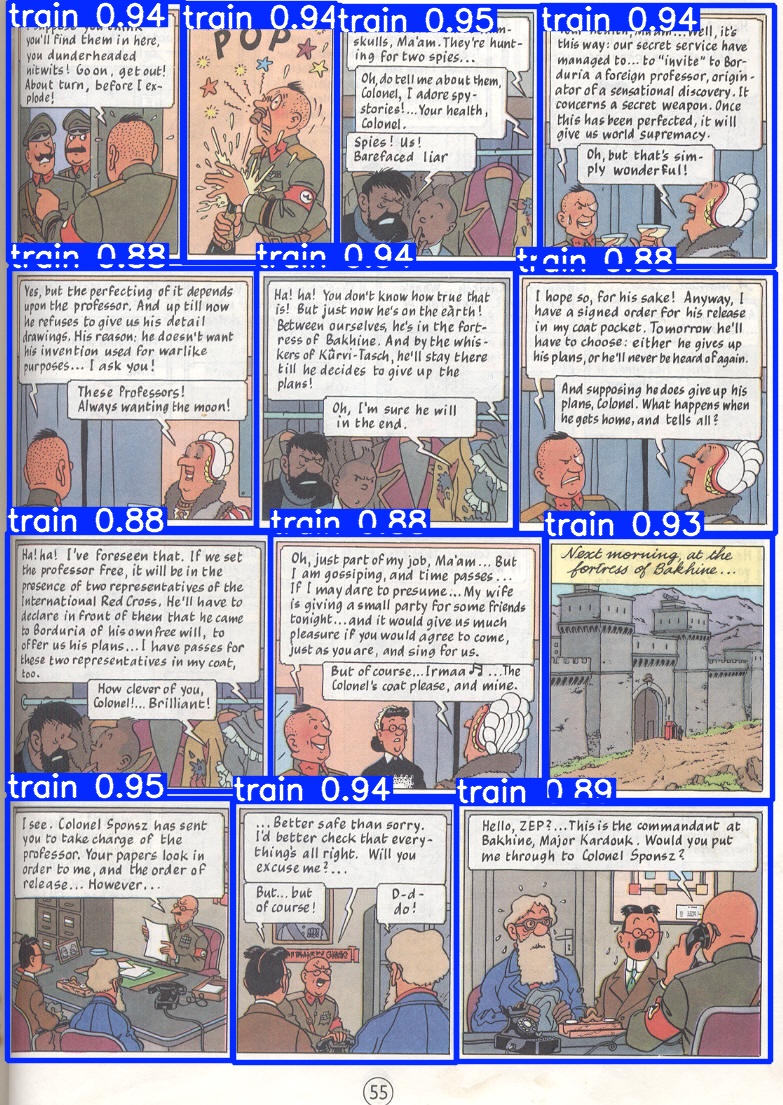 train 0.94
you'll find them in here,
you dunderheaded
nitwits! Go on, get out!
About turn, before I ex-
plode!
train 0.94
POP
train 0.95
skulls, Ma'am. They're hunt-
ing for two spies...
Oh, do tell me about them,
Colonel, I adore spy-
stories!...Your health,
Colonel.
Spies! Us!
Barefaced liar
train 0.94
Your health, Ma'am...Well, it's
this way: our secret service have
managed to... to "invite" to Bor-
duria a foreign professor, origin-
ator of a sensational discovery. It
concerns a secret weapon. Once
this has been perfected, it will
give us world supremacy.
Oh, but that's sim-
ply wonderful!
train 0.88
Yes, but the perfecting of it depends
upon the professor. And up till now
he refuses to give us his detail
drawings. His reason: he doesn't want
his invention used for warlike
purposes... I ask you!
These Professors!
Always wanting the moon!
train 0.94
Ha! ha! You don't know how true that
is! But just now he's on the earth!
Between ourselves, he's in the fort-
ress of Bakhine. And by the whis-
kers of Kûrvi-Tasch, he'll stay there
till he decides to give up the
plans!
Oh, I'm sure he will
in the end.
train 0.88
I hope so, for his sake! Anyway, I
have a signed order for his release
in my coat pocket. Tomorrow he'll
have to choose: either he gives up
his plans, or he'll never be heard of again.
And supposing he does give up his
plans, Colonel. What happens when
he gets home, and tells all?
train 0.88
Ha! ha! I've foreseen that. If we set
the professor free, it will be in the
presence of two representatives of the
International Red Cross. He'll have to
declare in front of them that he came
to Borduria of his own free will, to
offer us his plans... I have passes for
these two representatives in my coat,
too.
How clever of you,
Colonel!... Brilliant!
train 0.88
Oh, just part of my job, Ma'am... But
I am gossiping, and time passes...
If I may dare to presume... My wife
is giving a small party for some friends
tonight...and it would give us much
pleasure if you would agree to come,
just as you are, and sing for us.
But of course... Irmaa ♫ ...The
Colonel's coat please, and mine.
train 0.93
Next morning, at the
fortress of Bakhine...
train 0.95
I see. Colonel Sponsz has sent
you to take charge of the
professor. Your papers look in
order to me, and the order of
release... However...
train 0.94
...Better safe than sorry.
I'd better check that every-
thing's all right. Will you
excuse me?...
But... but
of course!
D-d-
do!
train 0.89
Hello, ZEP?...This is the commandant at
Bakhine, Major Kardouk. Would you put
me through to Colonel Sponsz?
55